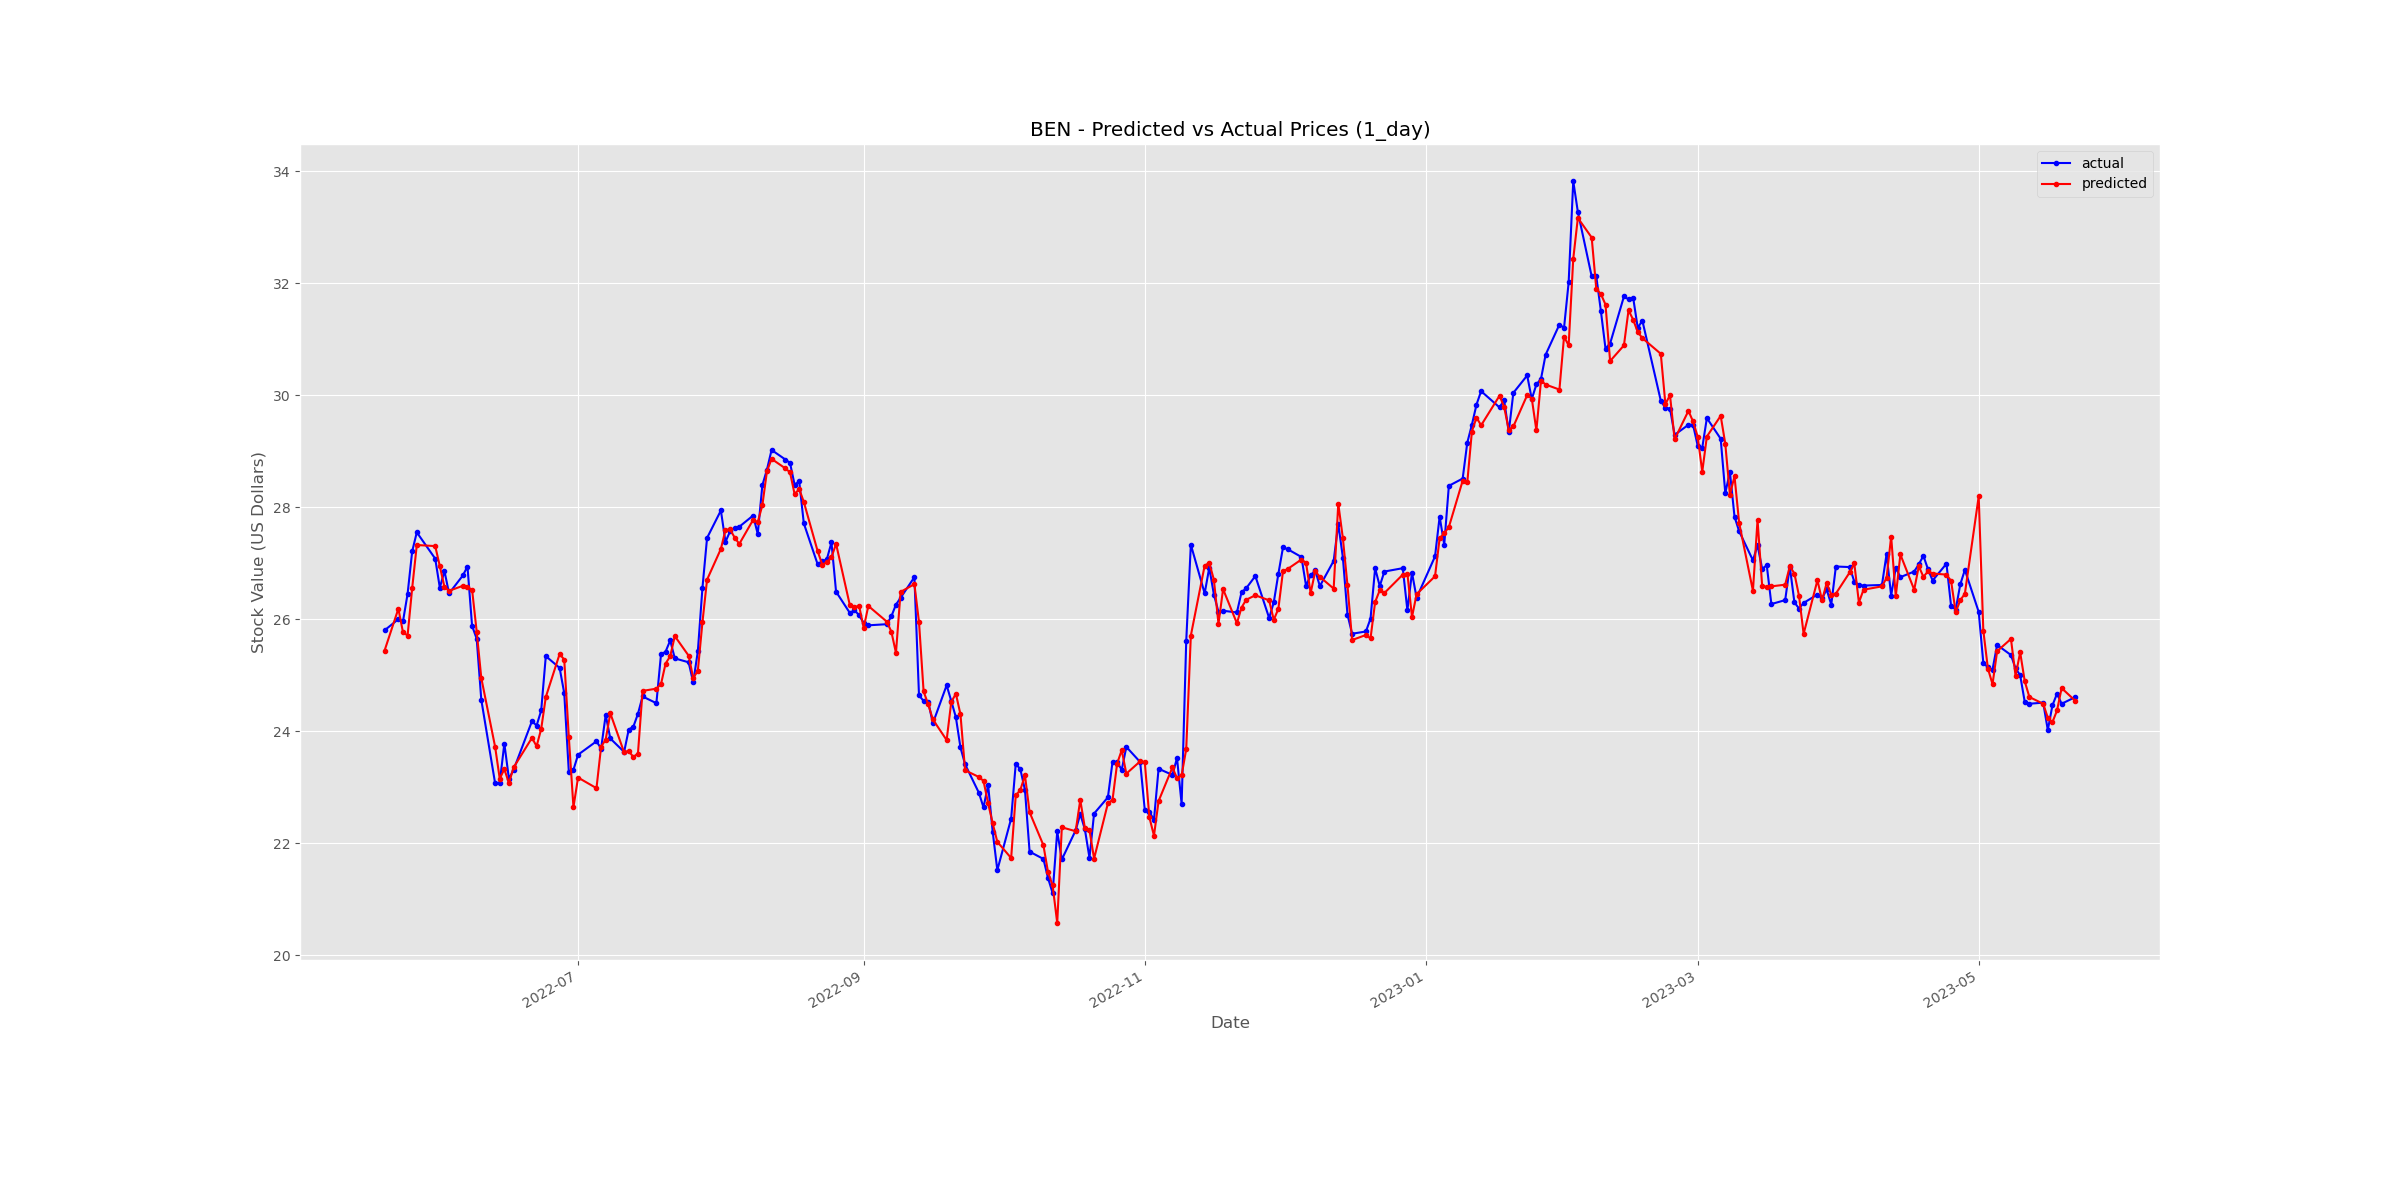 BEN - Predicted vs Actual Prices (1_day)
actual
predicted
34
32
30
28
26
24
22
20
Stock Value (US Dollars)
2022-07
2022-09
2022-11
2023-01
2023-03
2023-05
Date